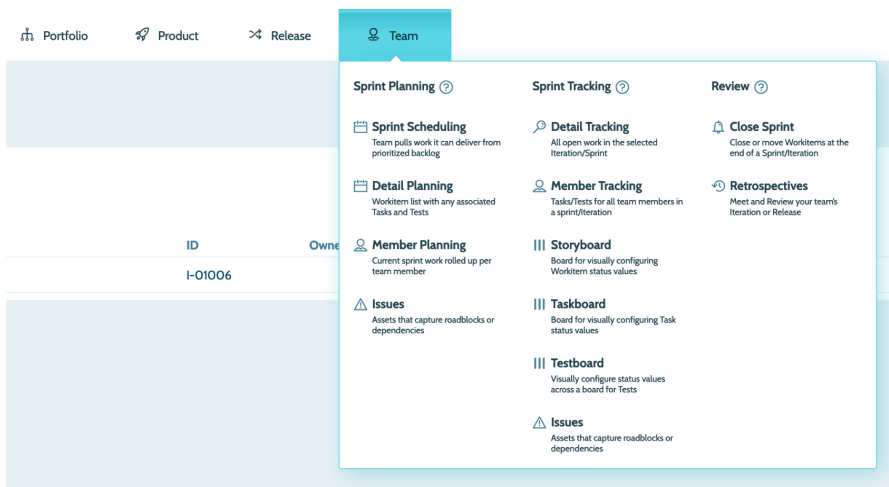 Portfolio
Product
Release
Team
Sprint Planning ?
Sprint Scheduling
Team pulls work it can deliver from
prioritized backlog
Detail Planning
Workitem list with any associated
Tasks and Tests
Member Planning
Current sprint work rolled up per
team member
Issues
Assets that capture roadblocks or
dependencies
Sprint Tracking ?
Detail Tracking
All open work in the selected
Iteration/Sprint
Member Tracking
Tasks/Tests for all team members in
a sprint/iteration
Storyboard
Board for visually configuring
Workitem status values
Taskboard
Board for visually configuring Task
status values
Testboard
Visually configure status values
across a board for Tests
Issues
Assets that capture roadblocks or
dependencies
Review ?
Close Sprint
Close or move Workitems at the
end of a Sprint/Iteration
Retrospectives
Meet and Review your team's
Iteration or Release
ID
Owne
I-01006